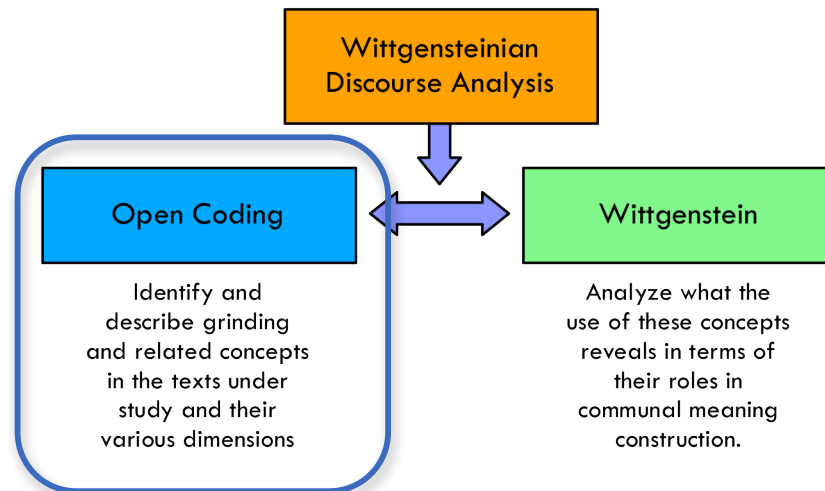 Wittgensteinian
Discourse Analysis
Open Coding
Wittgenstein
Identify and
describe grinding
and related concepts
in the texts under
study and their
various dimensions
Analyze what the
use of these concepts
reveals in terms of
their roles in
communal meaning
construction.